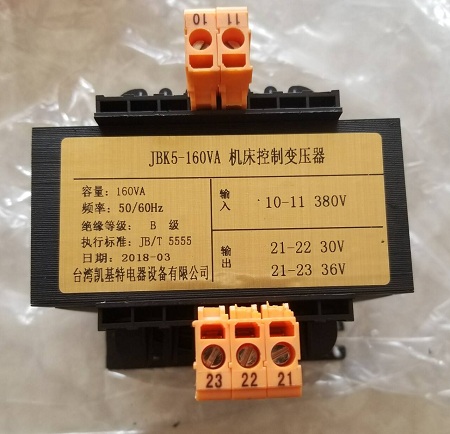 10 11
JBK5-160VA 机床控制变压器
容量: 160VA
频率: 50/60Hz
绝缘等级: B 级
执行标准: JB/T 5555
日期: 2018-03
台湾凯基特电器设备有限公司
输入
10-11 380V
输出
21-22 30V
21-23 36V
23 22 21